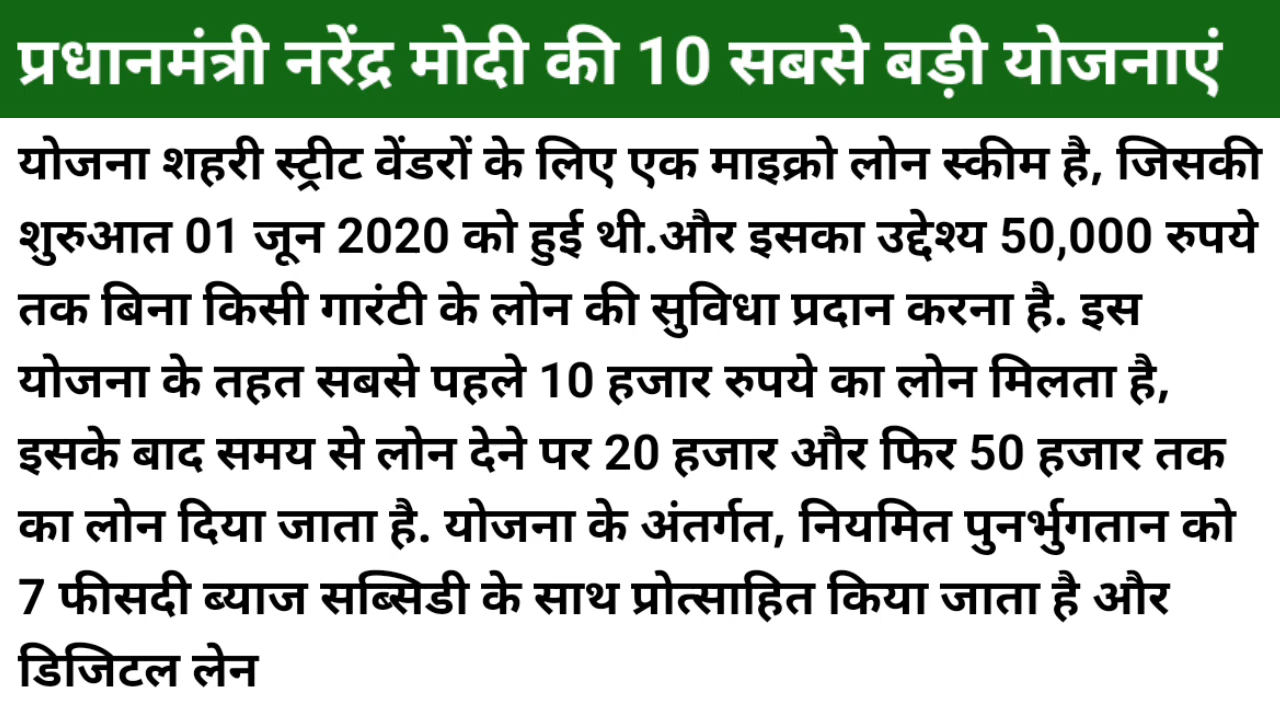 प्रधानमंत्री नरेंद्र मोदी की 10 सबसे बड़ी योजनाएं
योजना शहरी स्ट्रीट वेंडरों के लिए एक माइक्रो लोन स्कीम है, जिसकी
शुरुआत 01 जून 2020 को हुई थी.और इसका उद्देश्य 50,000 रुपये
तक बिना किसी गारंटी के लोन की सुविधा प्रदान करना है. इस
योजना के तहत सबसे पहले 10 हजार रुपये का लोन मिलता है,
इसके बाद समय से लोन देने पर 20 हजार और फिर 50 हजार तक
का लोन दिया जाता है. योजना के अंतर्गत, नियमित पुनर्भुगतान को
7 फीसदी ब्याज सब्सिडी के साथ प्रोत्साहित किया जाता है और
डिजिटल लेन